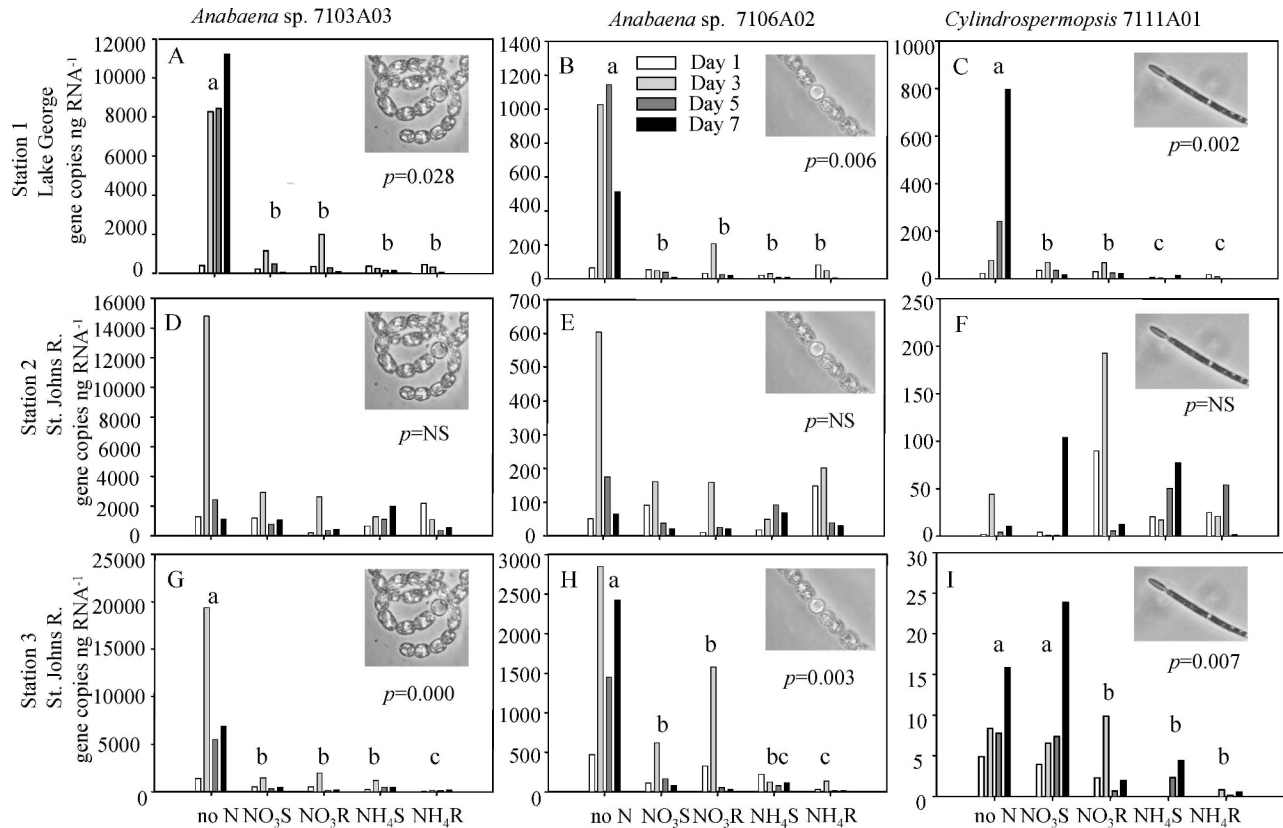 Anabaena sp. 7103A03 Anabaena sp. 7106A02 Cylindrospermopsis 7111A01
Station 1
Lake George
gene copies ng RNA⁻¹
12000
10000
8000
6000
4000
2000
0
A
a
p=0.028
b b b b
1400
1200
1000
800
600
400
200
0
B
a
Day 1
Day 3
Day 5
Day 7
p=0.006
b b b b
1000
800
600
400
200
0
C
a
p=0.002
b b c c
Station 2
St. Johns R.
gene copies ng RNA⁻¹
16000
14000
12000
10000
8000
6000
4000
2000
0
D
p=NS
700
600
500
400
300
200
100
0
E
p=NS
250
200
150
100
50
0
F
p=NS
Station 3
St. Johns R.
gene copies ng RNA⁻¹
25000
20000
15000
10000
5000
0
G
a
p=0.000
b b b c
no N NO₃S NO₃R NH₄S NH₄R
3000
2500
2000
1500
1000
500
0
H
a
b
p=0.003
b bc c
no N NO₃S NO₃R NH₄S NH₄R
30
25
20
15
10
5
0
I
p=0.007
a a b b b
no N NO₃S NO₃R NH₄S NH₄R